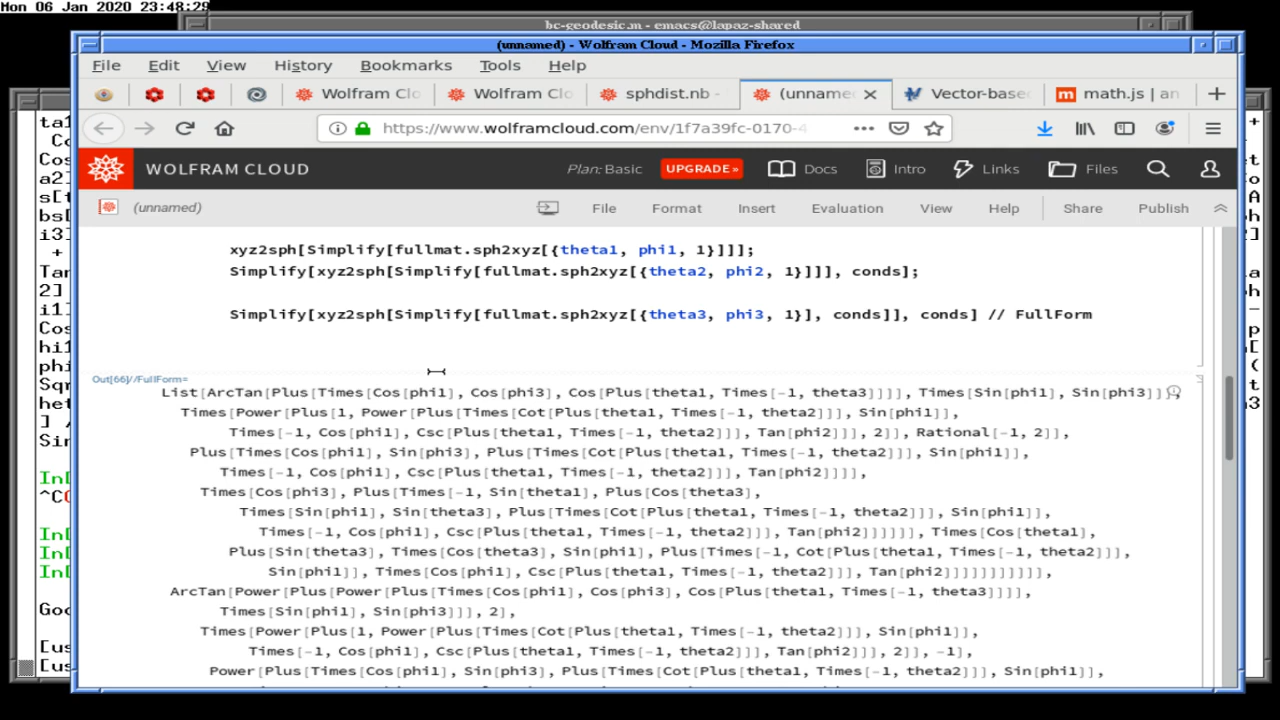 Mon 06 Jan 2020 23:48:29
bc-geodesic.m - emacs@lapaz-shared
(unnamed) - Wolfram Cloud - Mozilla Firefox
File Edit View History Bookmarks Tools Help
Wolfram Clo Wolfram Clo sphdist.nb - (unname Vector-base math.js | an
https://www.wolframcloud.com/env/1f7a39fc-0170-4
WOLFRAM CLOUD Plan: Basic UPGRADE» Docs Intro Links Files
(unnamed) File Format Insert Evaluation View Help Share Publish
xyz2sph[Simplify[fullmat.sph2xyz[{theta1, phi1, 1}]]];
Simplify[xyz2sph[Simplify[fullmat.sph2xyz[{theta2, phi2, 1}]]], conds];
Simplify[xyz2sph[Simplify[fullmat.sph2xyz[{theta3, phi3, 1}], conds]], conds] // FullForm
Out[66]//FullForm=
List[ArcTan[Plus[Times[Cos[phi1], Cos[phi3], Cos[Plus[theta1, Times[-1, theta3]]]], Times[Sin[phi1], Sin[phi3]]],
Times[Power[Plus[1, Power[Plus[Times[Cot[Plus[theta1, Times[-1, theta2]]], Sin[phi1]],
Times[-1, Cos[phi1], Csc[Plus[theta1, Times[-1, theta2]]], Tan[phi2]]], 2]], Rational[-1, 2]],
Plus[Times[Cos[phi1], Sin[phi3], Plus[Times[Cot[Plus[theta1, Times[-1, theta2]]], Sin[phi1]],
Times[-1, Cos[phi1], Csc[Plus[theta1, Times[-1, theta2]]], Tan[phi2]]]],
Times[Cos[phi3], Plus[Times[-1, Sin[theta1], Plus[Cos[theta3],
Times[Sin[phi1], Sin[theta3], Plus[Times[Cot[Plus[theta1, Times[-1, theta2]]], Sin[phi1]],
Times[-1, Cos[phi1], Csc[Plus[theta1, Times[-1, theta2]]], Tan[phi2]]]]]], Times[Cos[theta1],
Plus[Sin[theta3], Times[Cos[theta3], Sin[phi1], Plus[Times[-1, Cot[Plus[theta1, Times[-1, theta2]]],
Sin[phi1]], Times[Cos[phi1], Csc[Plus[theta1, Times[-1, theta2]]], Tan[phi2]]]]]]]]]]],
ArcTan[Power[Plus[Power[Plus[Times[Cos[phi1], Cos[phi3], Cos[Plus[theta1, Times[-1, theta3]]]],
Times[Sin[phi1], Sin[phi3]]], 2],
Times[Power[Plus[1, Power[Plus[Times[Cot[Plus[theta1, Times[-1, theta2]]], Sin[phi1]],
Times[-1, Cos[phi1], Csc[Plus[theta1, Times[-1, theta2]]], Tan[phi2]]], 2]], -1],
Power[Plus[Times[Cos[phi1], Sin[phi3], Plus[Times[Cot[Plus[theta1, Times[-1, theta2]]], Sin[phi1]],